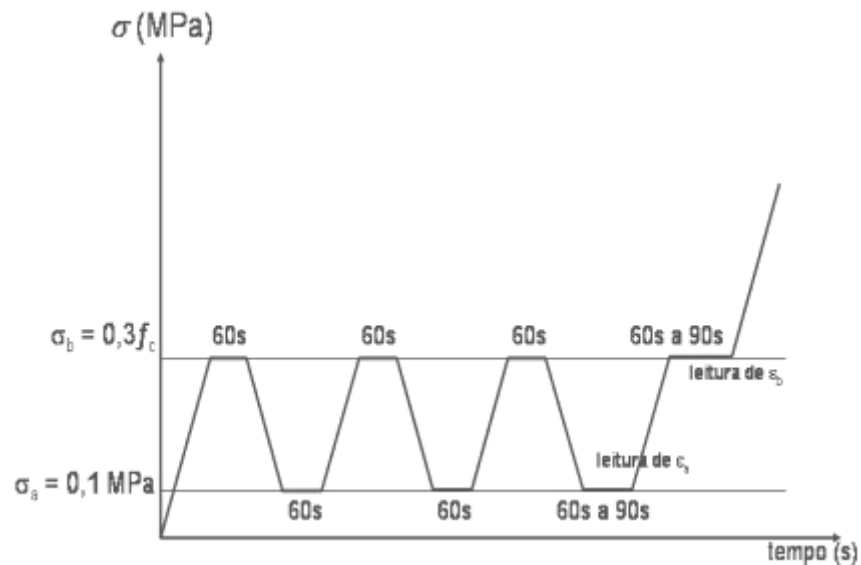 σ (MPa)
σb = 0,3fc
60s
60s
60s
60s a 90s
leitura de εb
leitura de εa
σa = 0,1 MPa
60s
60s
60s a 90s
tempo (s)